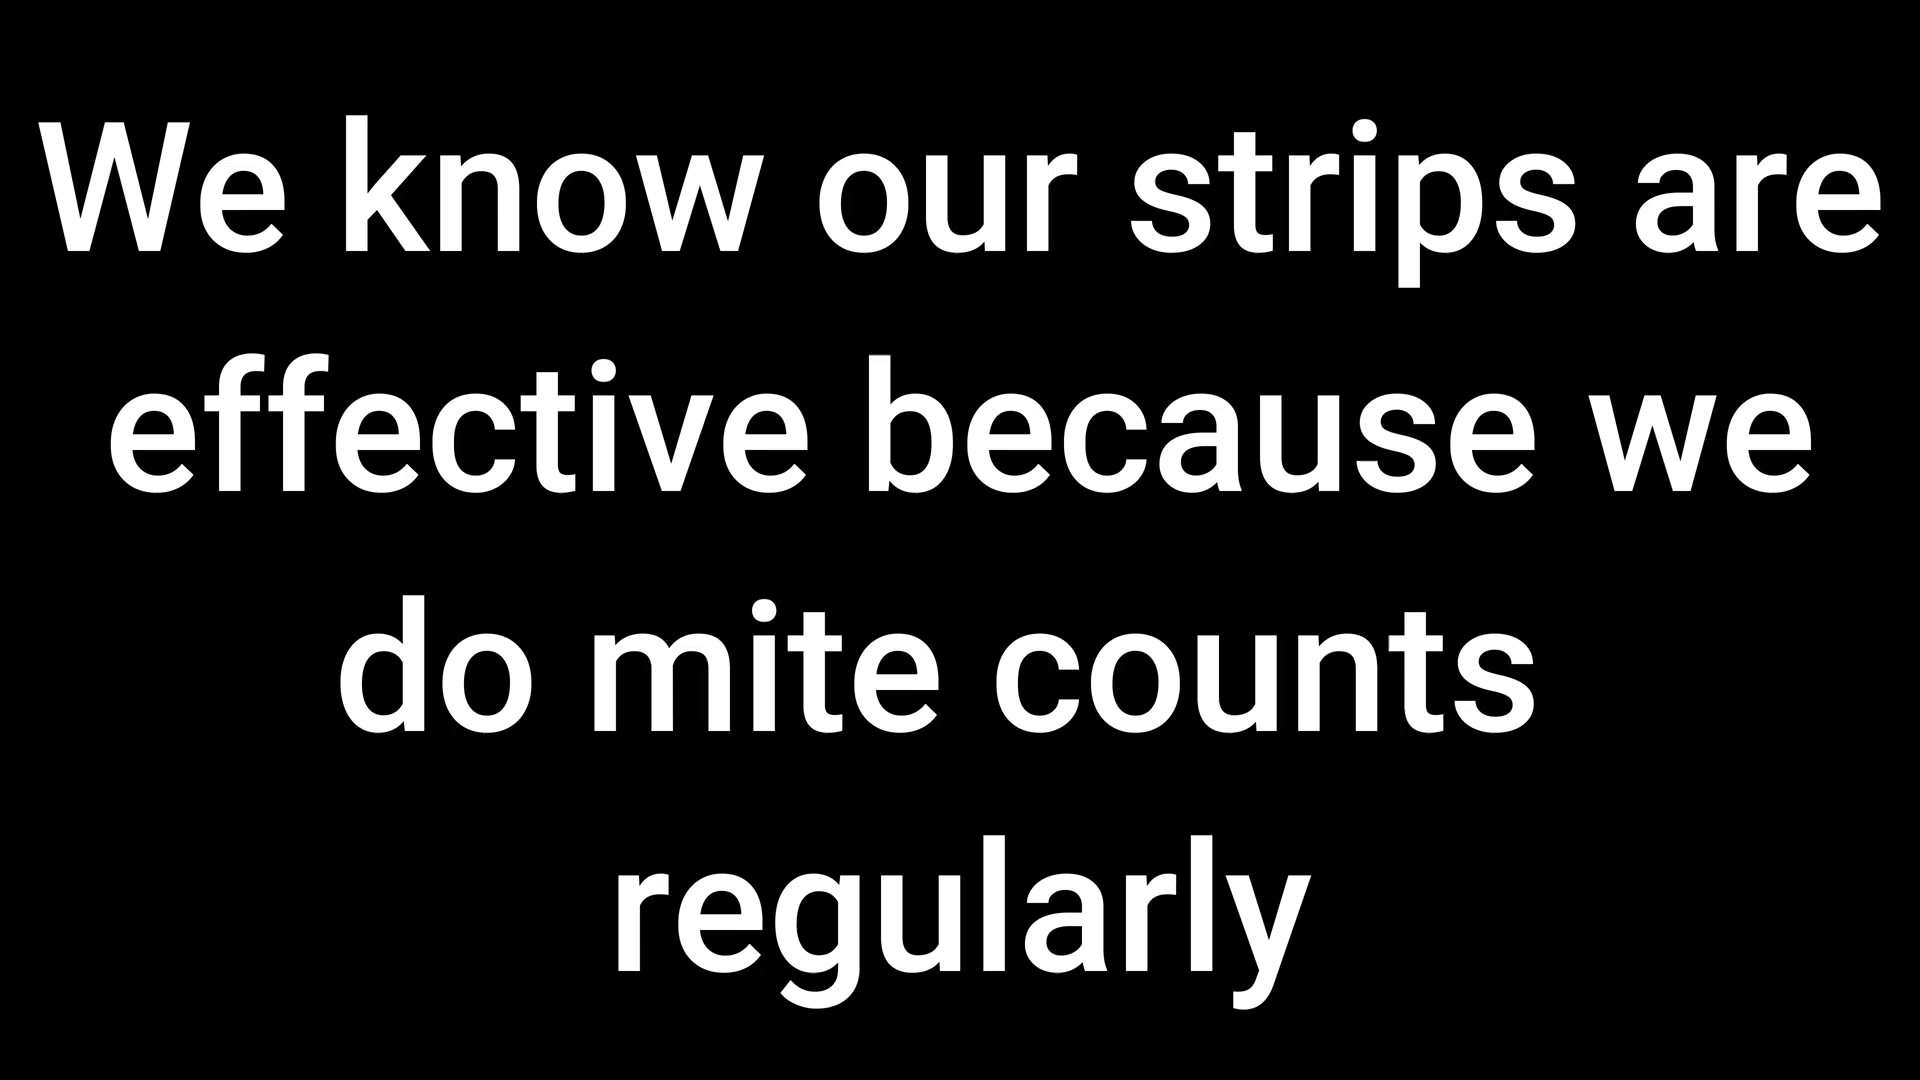 We know our strips are
effective because we
do mite counts
regularly